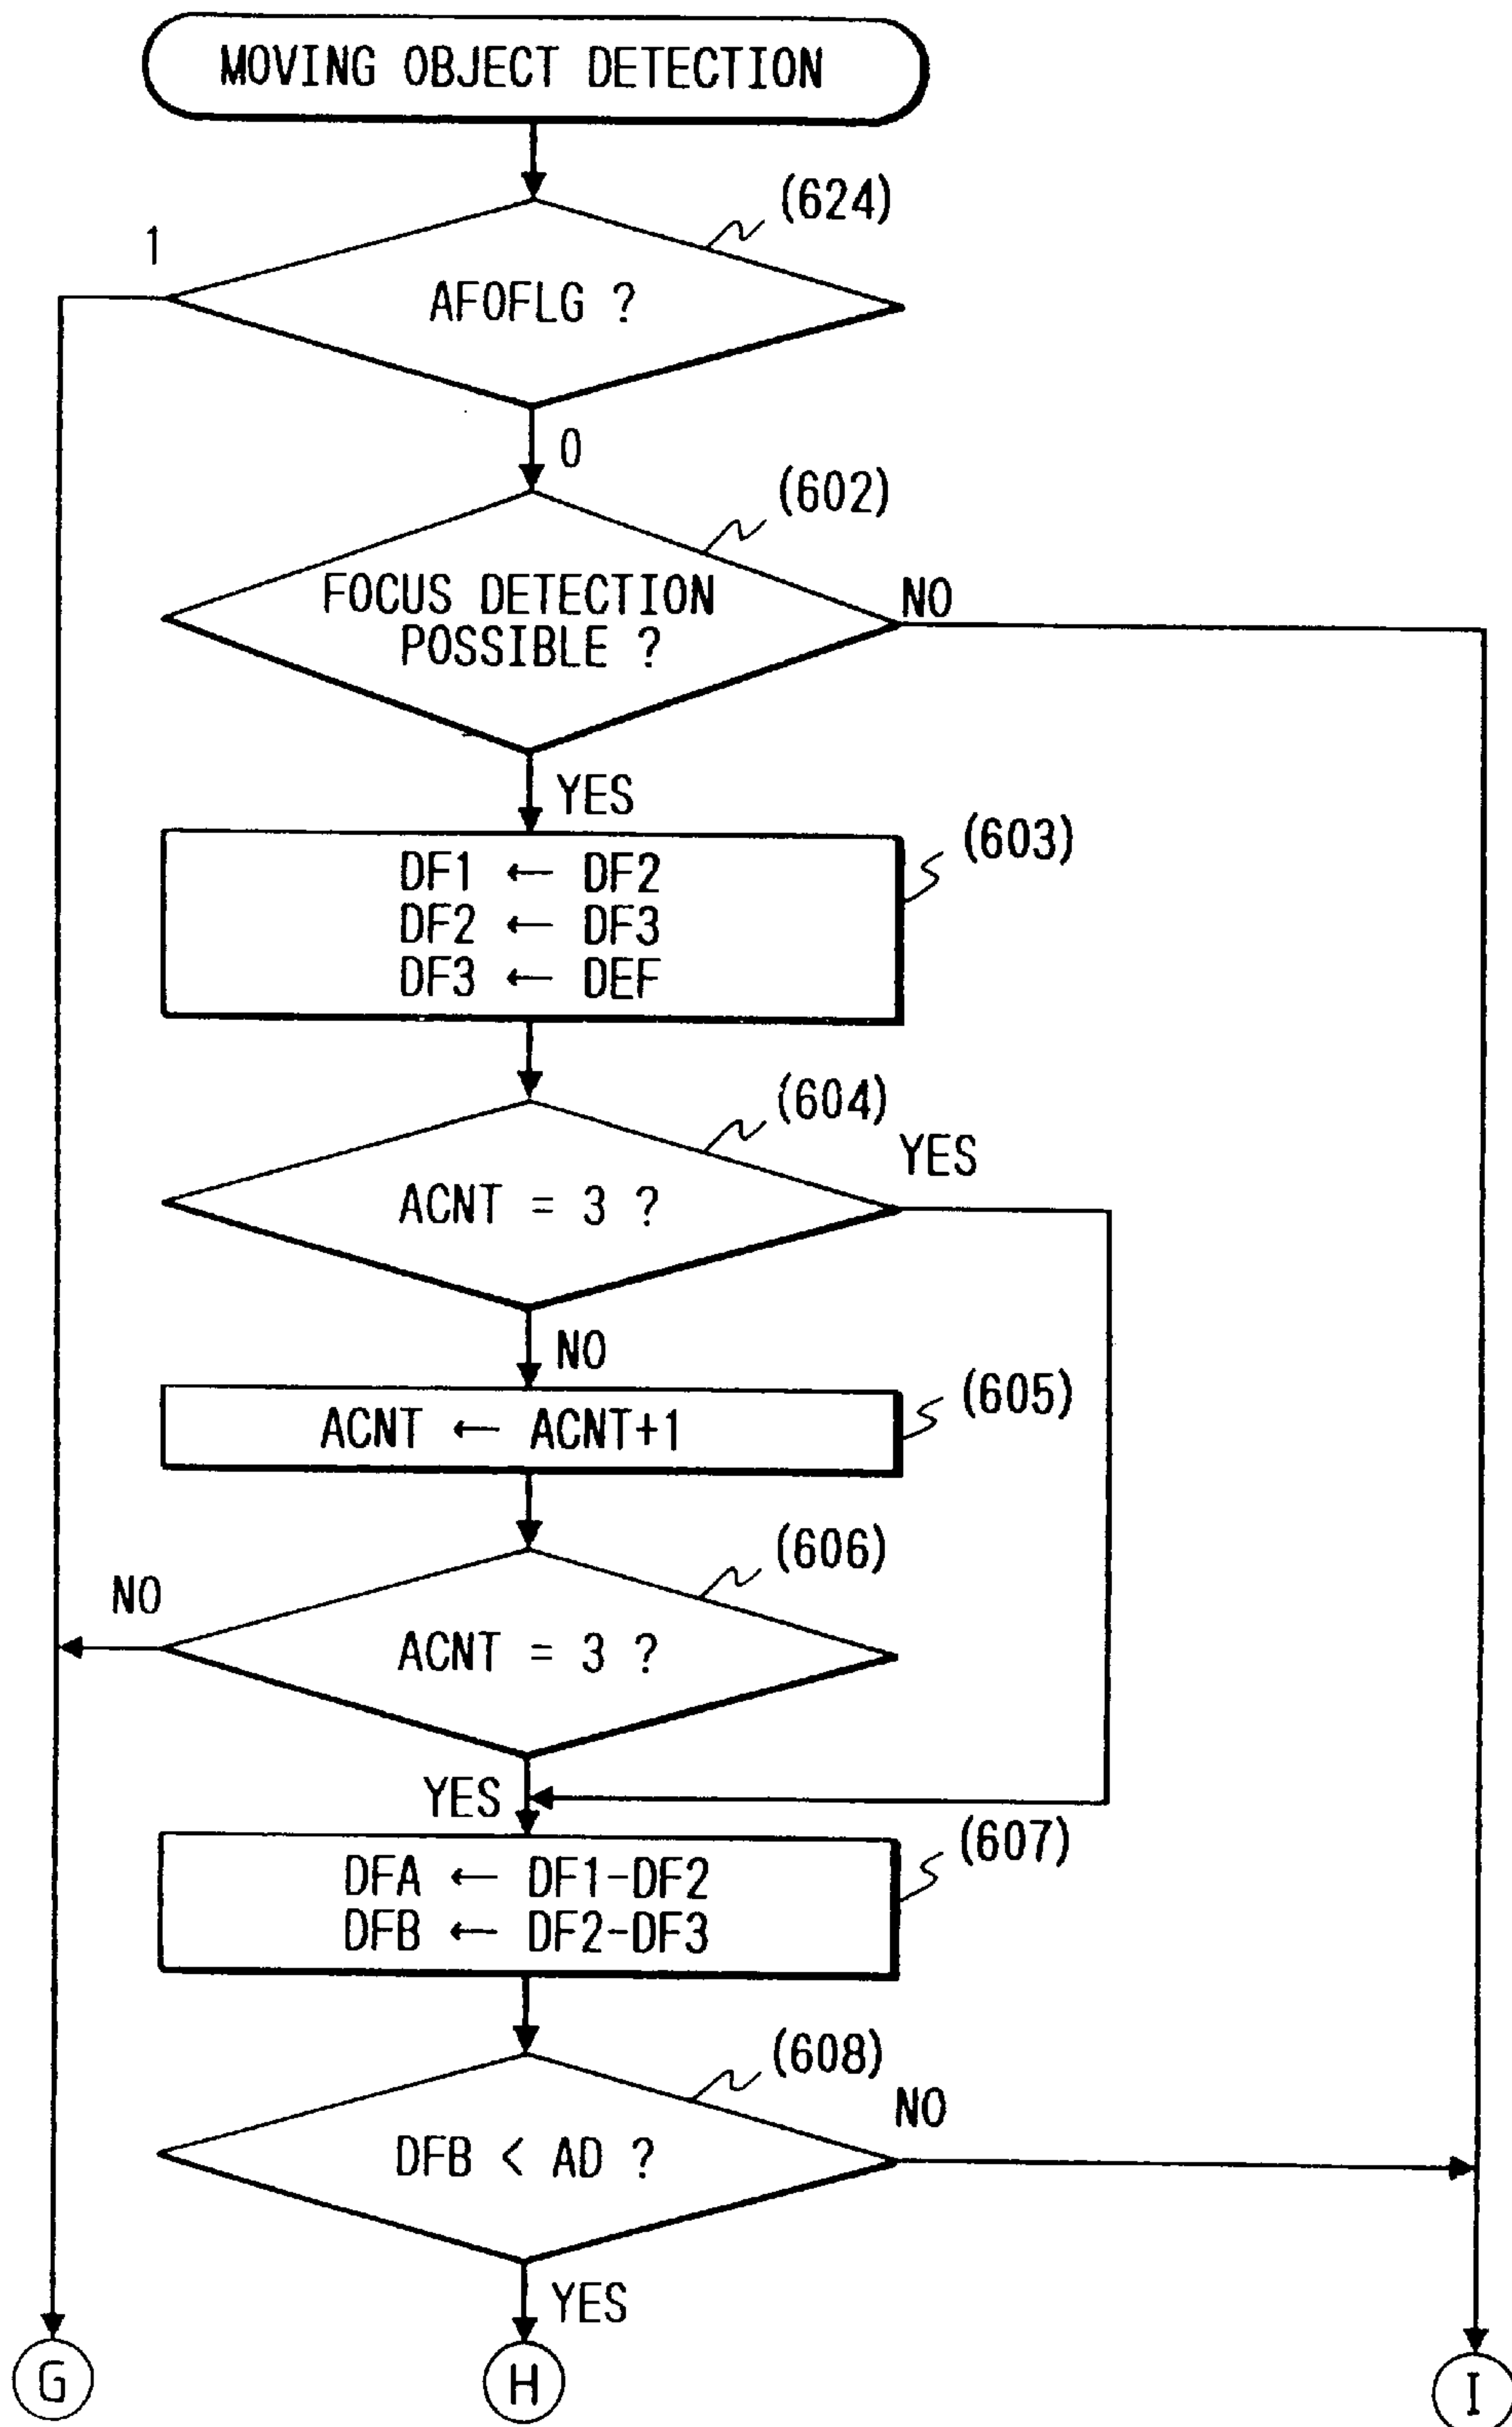 MOVING OBJECT DETECTION
(624)
1
AFOFLG ?
0
(602)
FOCUS DETECTION
POSSIBLE ?
NO
YES
(603)
DF1 ← DF2
DF2 ← DF3
DF3 ← DEF
(604)
YES
ACNT = 3 ?
NO
(605)
ACNT ← ACNT+1
(606)
NO
ACNT = 3 ?
YES
(607)
DFA ← DF1-DF2
DFB ← DF2-DF3
(608)
NO
DFB < AD ?
YES
G
H
I